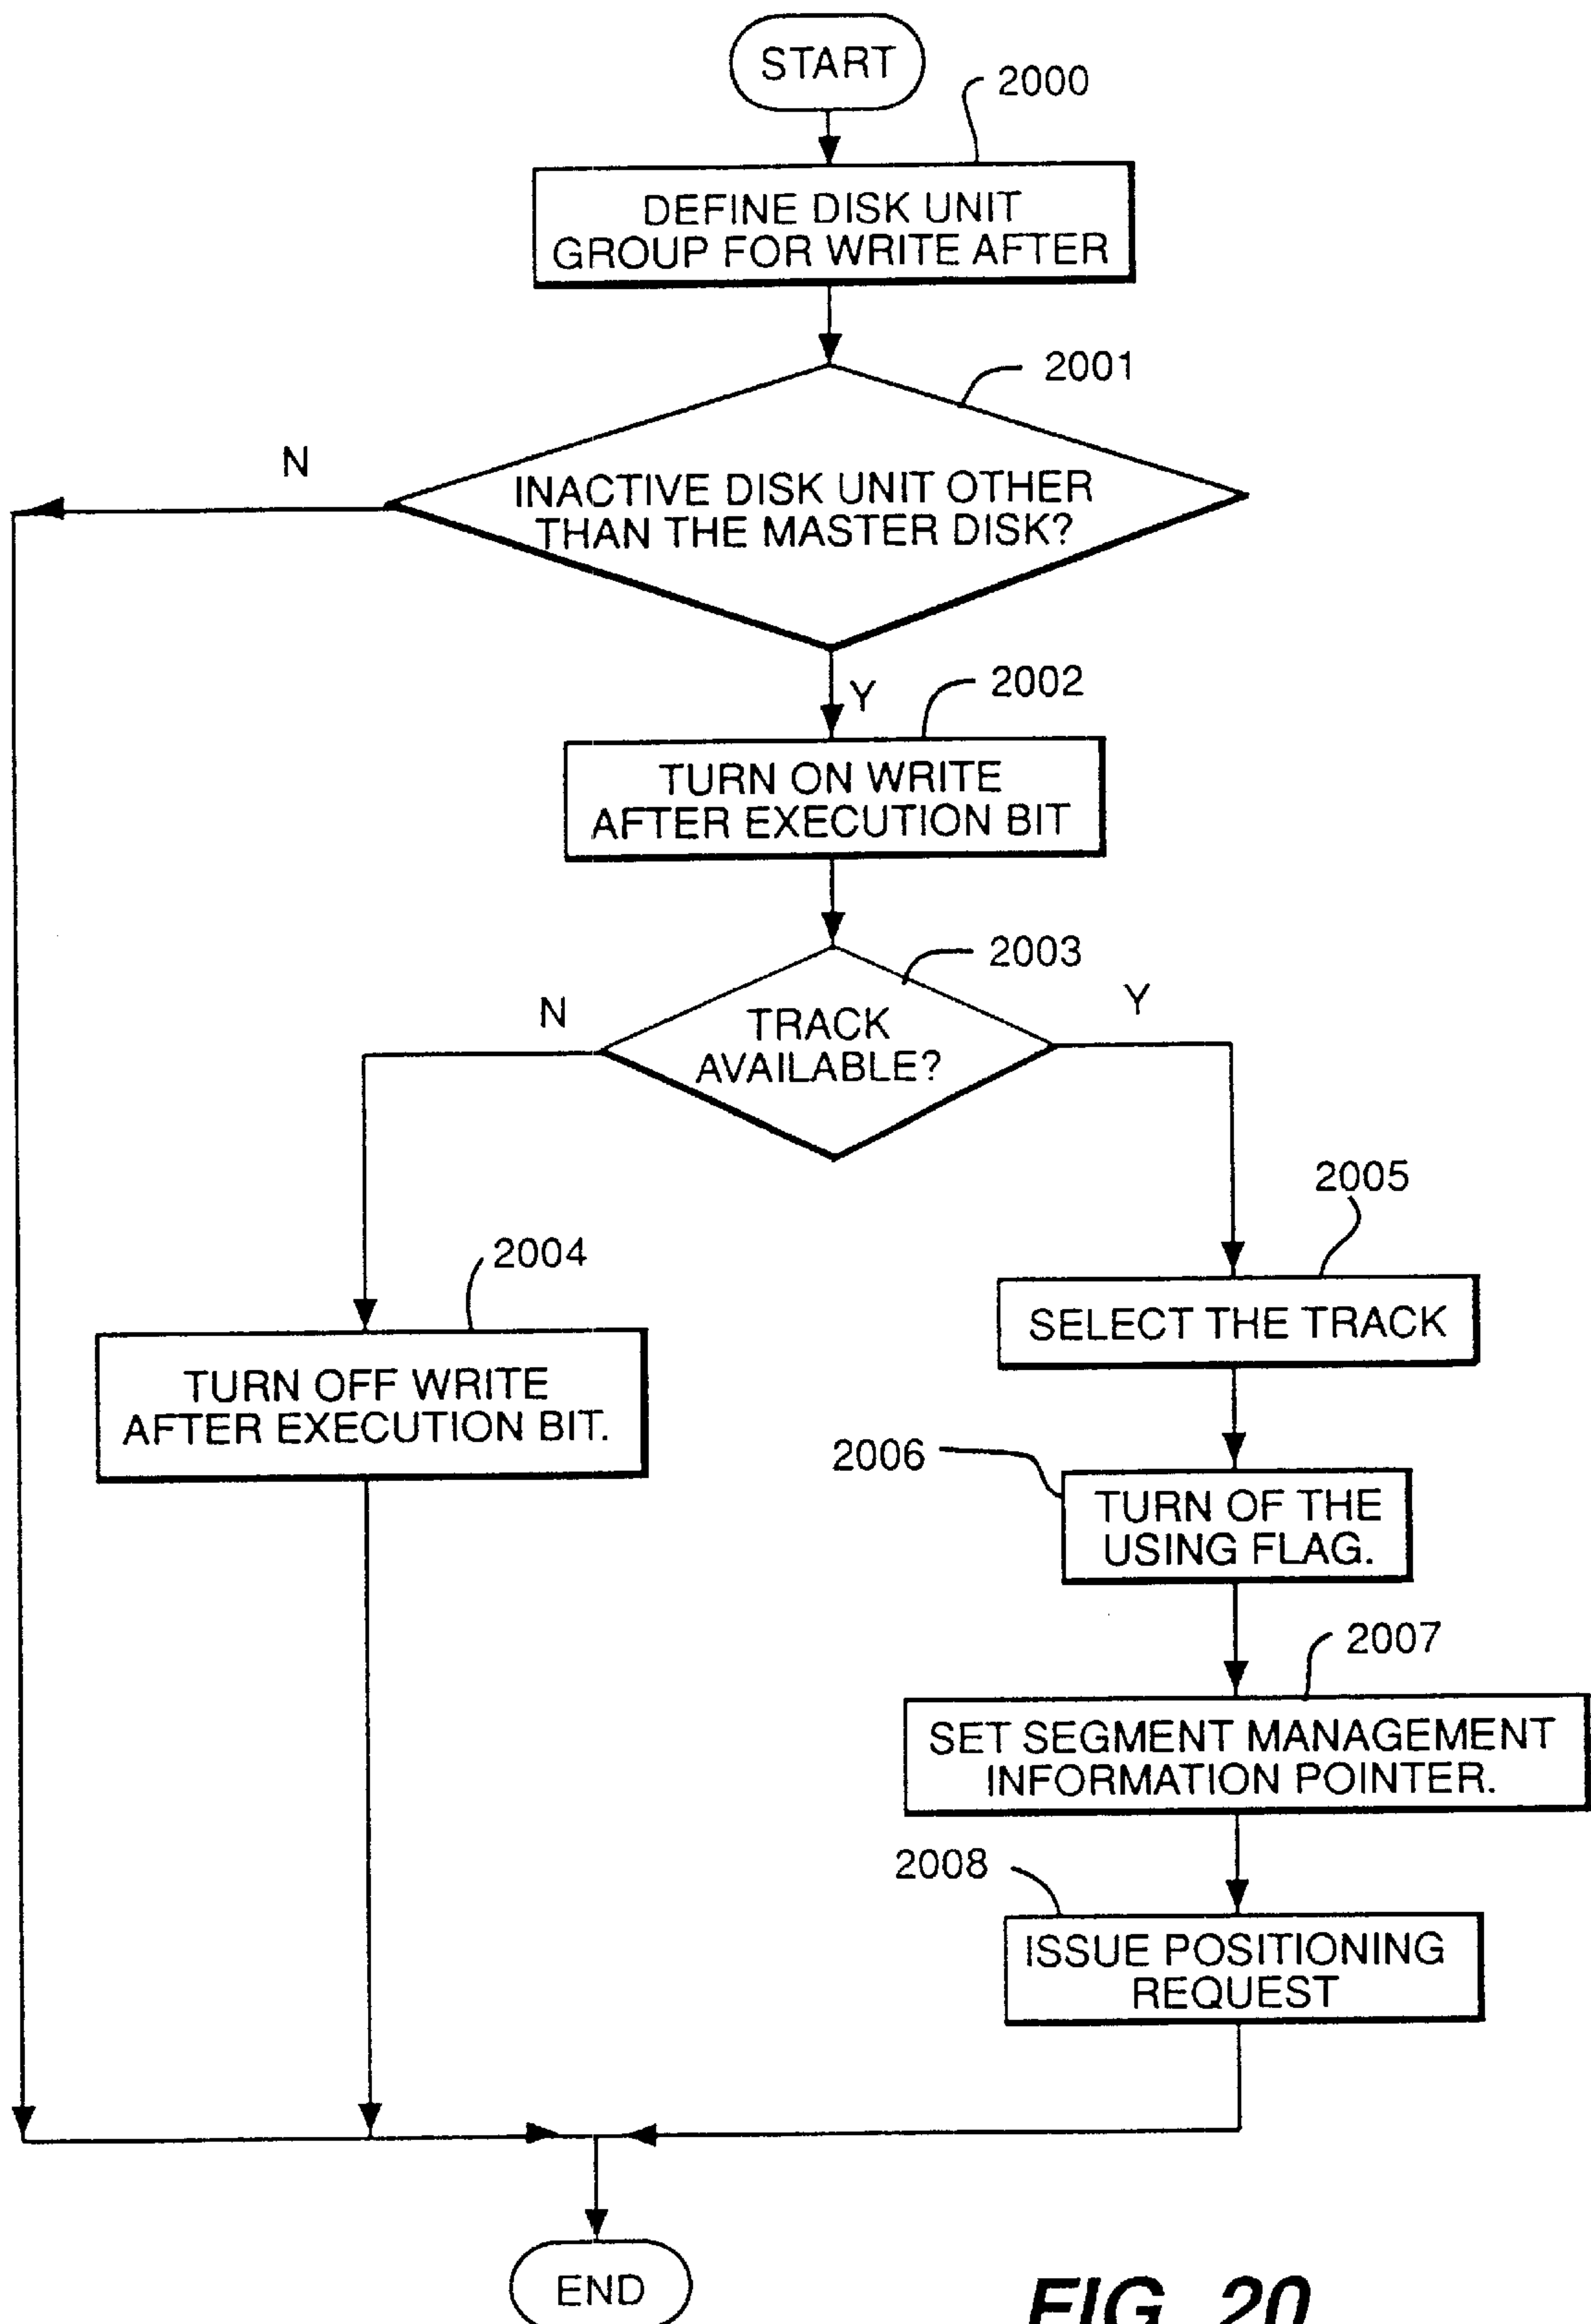 START
2000
DEFINE DISK UNIT
GROUP FOR WRITE AFTER
2001
N
INACTIVE DISK UNIT OTHER
THAN THE MASTER DISK?
Y
2002
TURN ON WRITE
AFTER EXECUTION BIT
2003
N
Y
TRACK
AVAILABLE?
2005
2004
SELECT THE TRACK
TURN OFF WRITE
AFTER EXECUTION BIT.
2006
TURN OF THE
USING FLAG.
2007
SET SEGMENT MANAGEMENT
INFORMATION POINTER.
2008
ISSUE POSITIONING
REQUEST
END
FIG. 20